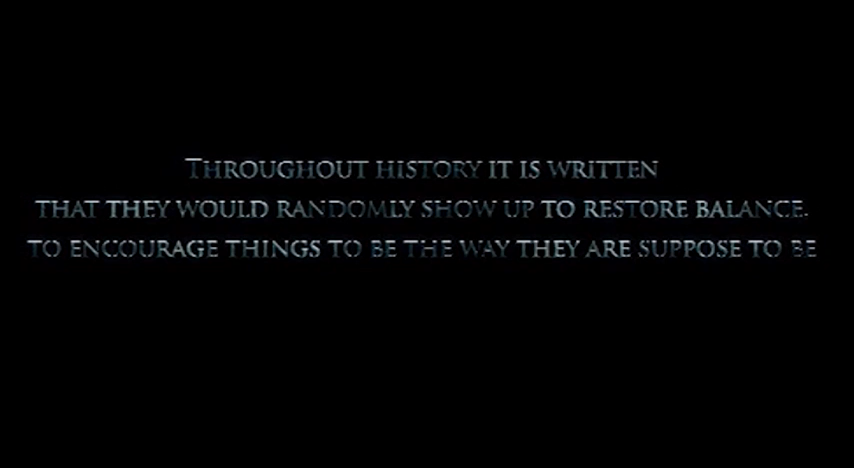 Throughout history it is written
that they would randomly show up to restore balance.
to encourage things to be the way they are suppose to be